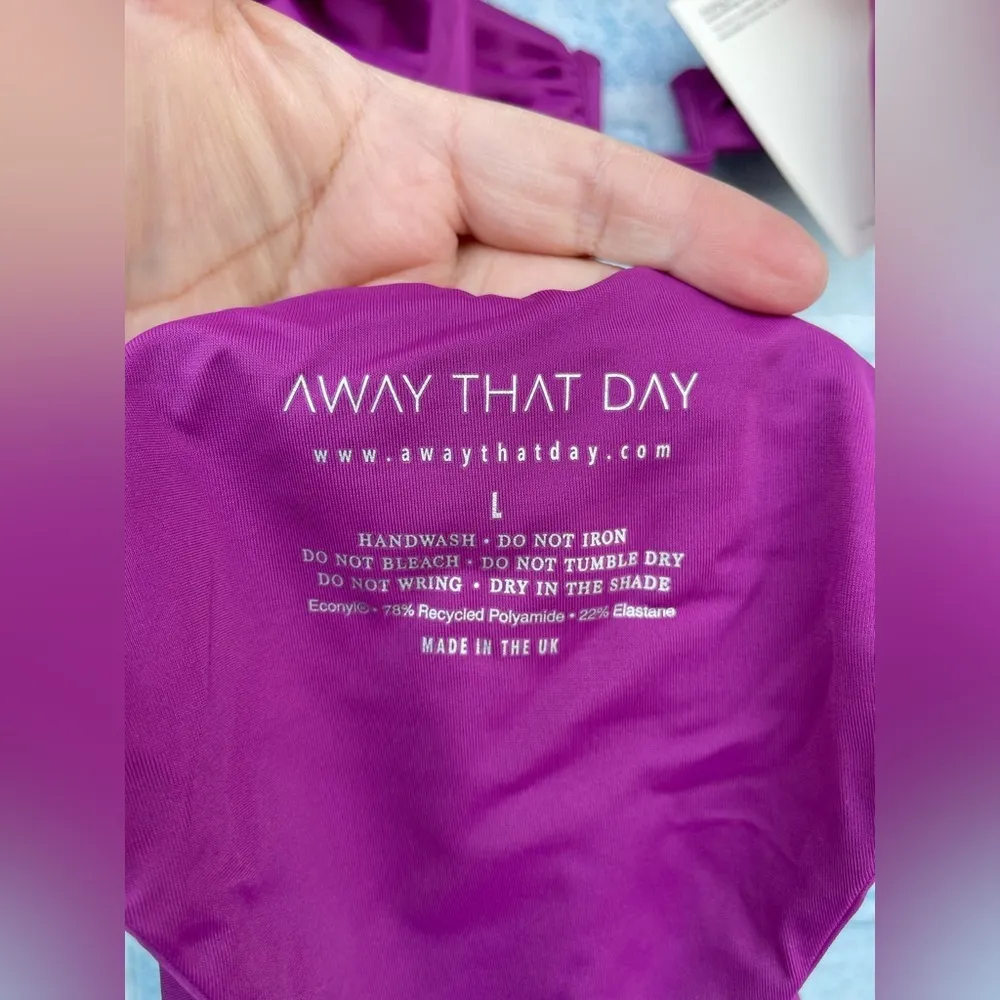 AWAY THAT DAY
www.awaythatday.com
L
HANDWASH • DO NOT IRON
DO NOT BLEACH • DO NOT TUMBLE DRY
DO NOT WRING • DRY IN THE SHADE
Econyl® • 78% Recycled Polyamide • 22% Elastane
MADE IN THE UK